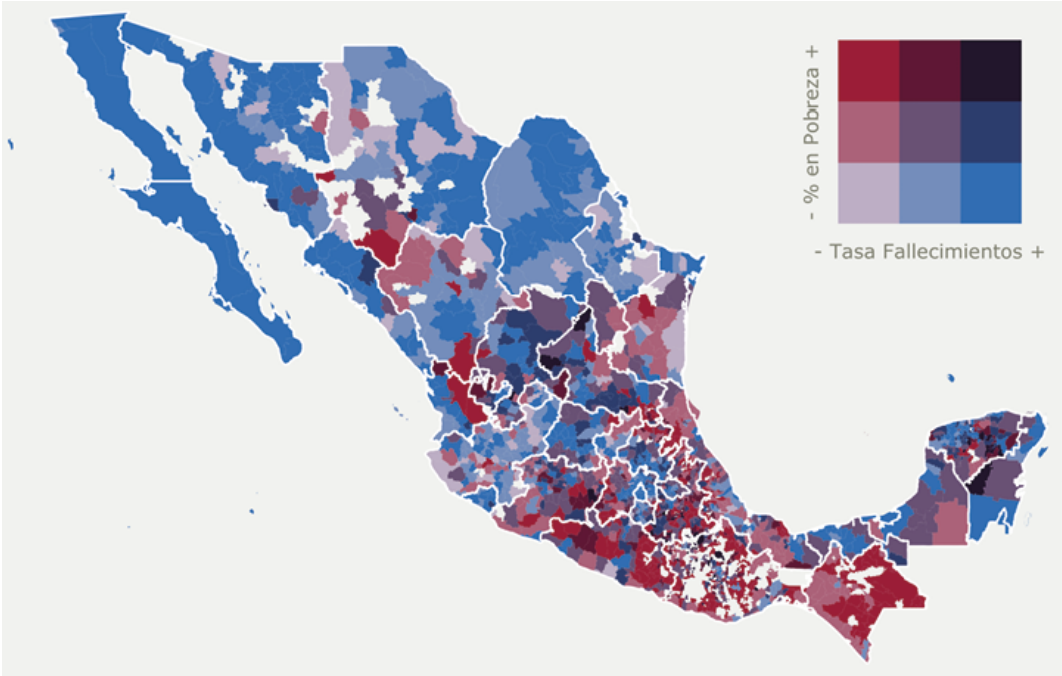 - % en Pobreza +
- Tasa Fallecimientos +